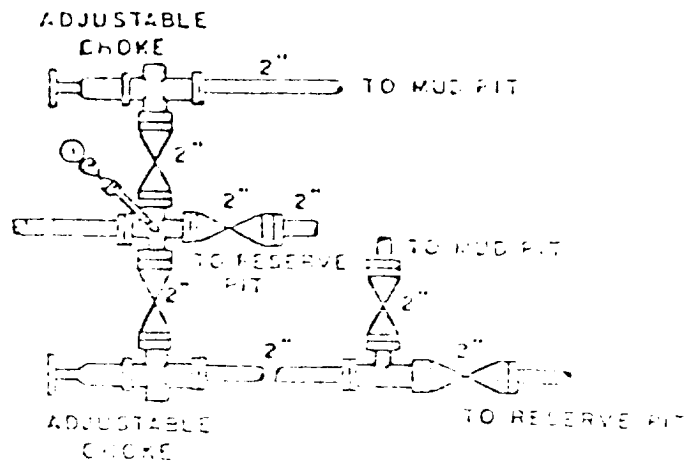 ADJUSTABLE
CHOKE
2"
TO MUD PIT
2"
2"
2"
TO RESERVE
PIT
TO MUD PIT
2"
2"
2"
2"
TO RESERVE PIT
ADJUSTABLE
CHOKE